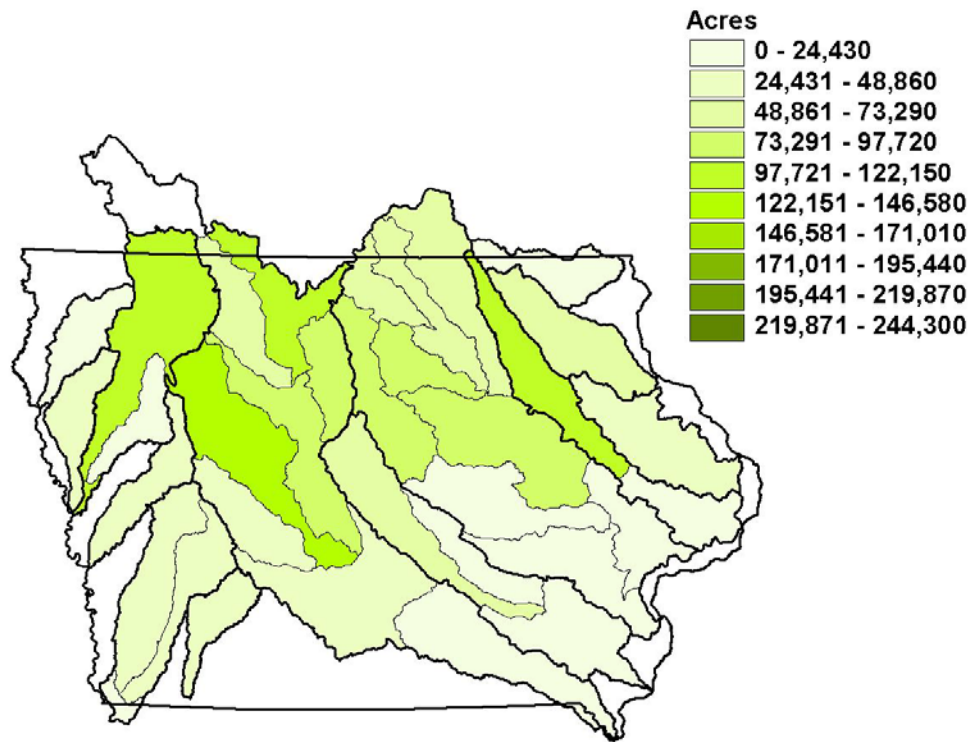 Acres
0 - 24,430
24,431 - 48,860
48,861 - 73,290
73,291 - 97,720
97,721 - 122,150
122,151 - 146,580
146,581 - 171,010
171,011 - 195,440
195,441 - 219,870
219,871 - 244,300